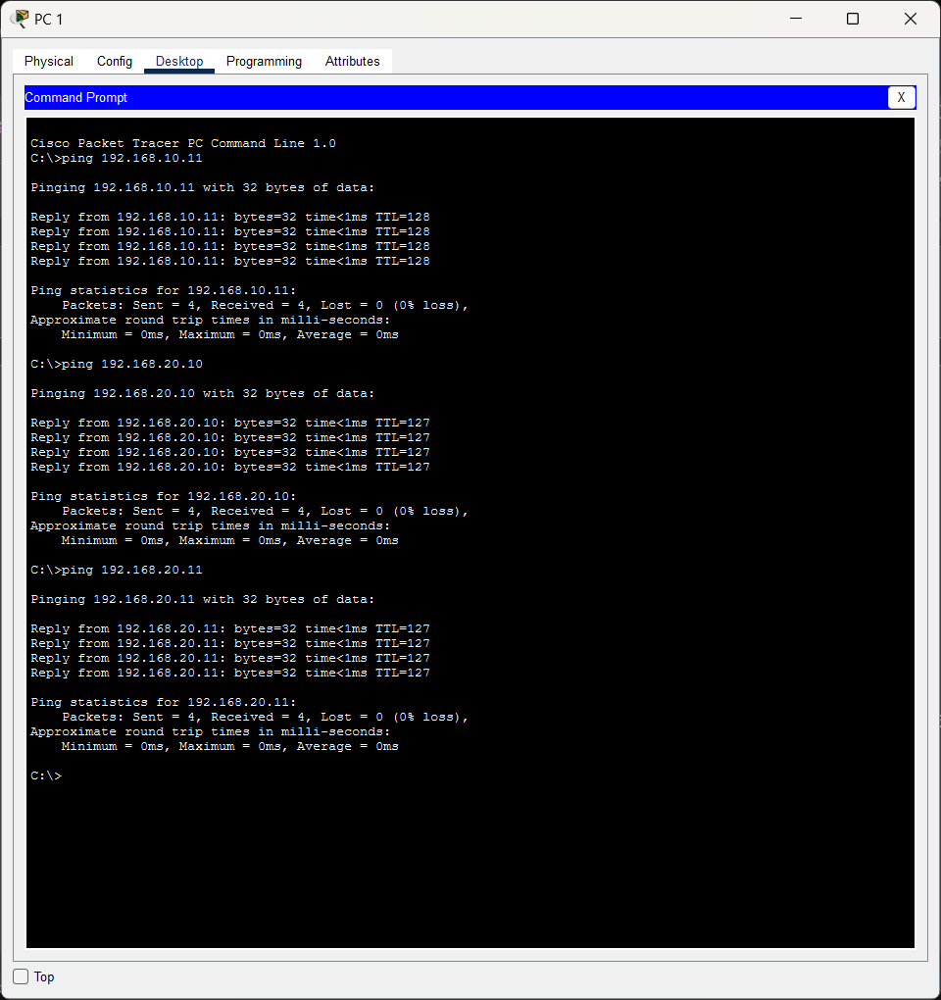 PC 1
Physical Config Desktop Programming Attributes
Command Prompt X
Cisco Packet Tracer PC Command Line 1.0
C:\>ping 192.168.10.11
Pinging 192.168.10.11 with 32 bytes of data:
Reply from 192.168.10.11: bytes=32 time<1ms TTL=128
Reply from 192.168.10.11: bytes=32 time<1ms TTL=128
Reply from 192.168.10.11: bytes=32 time<1ms TTL=128
Reply from 192.168.10.11: bytes=32 time<1ms TTL=128
Ping statistics for 192.168.10.11:
Packets: Sent = 4, Received = 4, Lost = 0 (0% loss),
Approximate round trip times in milli-seconds:
Minimum = 0ms, Maximum = 0ms, Average = 0ms
C:\>ping 192.168.20.10
Pinging 192.168.20.10 with 32 bytes of data:
Reply from 192.168.20.10: bytes=32 time<1ms TTL=127
Reply from 192.168.20.10: bytes=32 time<1ms TTL=127
Reply from 192.168.20.10: bytes=32 time<1ms TTL=127
Reply from 192.168.20.10: bytes=32 time<1ms TTL=127
Ping statistics for 192.168.20.10:
Packets: Sent = 4, Received = 4, Lost = 0 (0% loss),
Approximate round trip times in milli-seconds:
Minimum = 0ms, Maximum = 0ms, Average = 0ms
C:\>ping 192.168.20.11
Pinging 192.168.20.11 with 32 bytes of data:
Reply from 192.168.20.11: bytes=32 time<1ms TTL=127
Reply from 192.168.20.11: bytes=32 time<1ms TTL=127
Reply from 192.168.20.11: bytes=32 time<1ms TTL=127
Reply from 192.168.20.11: bytes=32 time<1ms TTL=127
Ping statistics for 192.168.20.11:
Packets: Sent = 4, Received = 4, Lost = 0 (0% loss),
Approximate round trip times in milli-seconds:
Minimum = 0ms, Maximum = 0ms, Average = 0ms
C:\>
Top